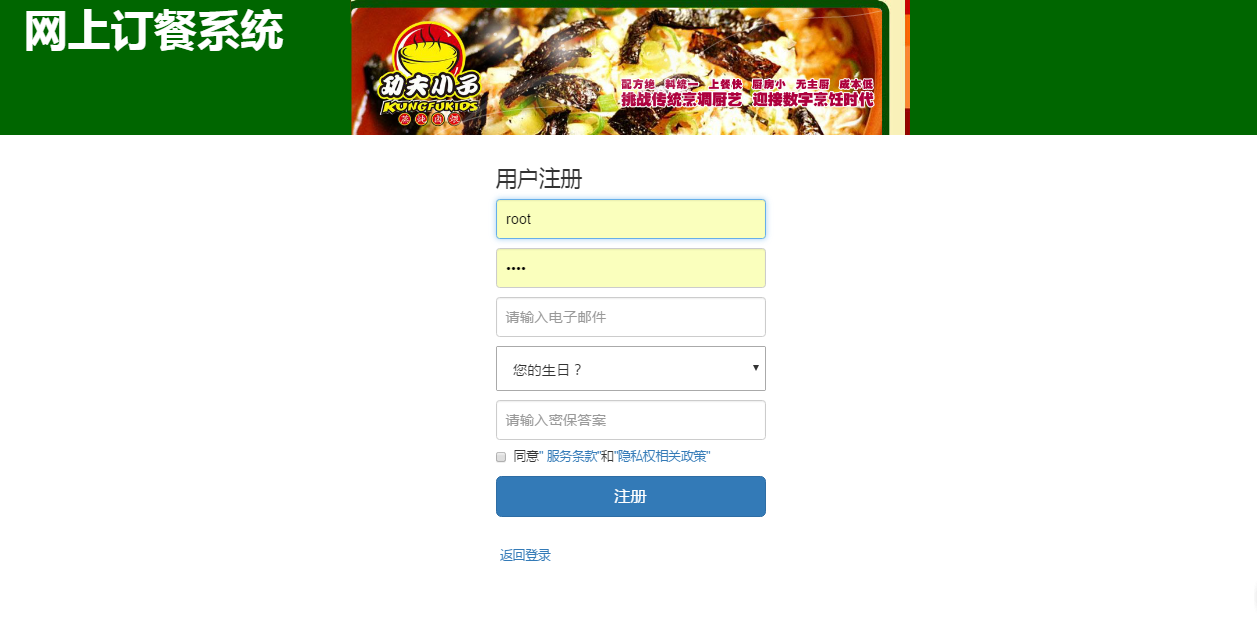 网上订餐系统
功夫小子
KUNGFUKIDS
蒸 炖 卤 煨
配方绝 料统一 上餐快 厨房小 无主厨 成本低
挑战传统烹调厨艺 迎接数字烹饪时代
用户注册
root
••••
请输入电子邮件
您的生日？
请输入密保答案
同意" 服务条款"和"隐私权相关政策"
注册
返回登录